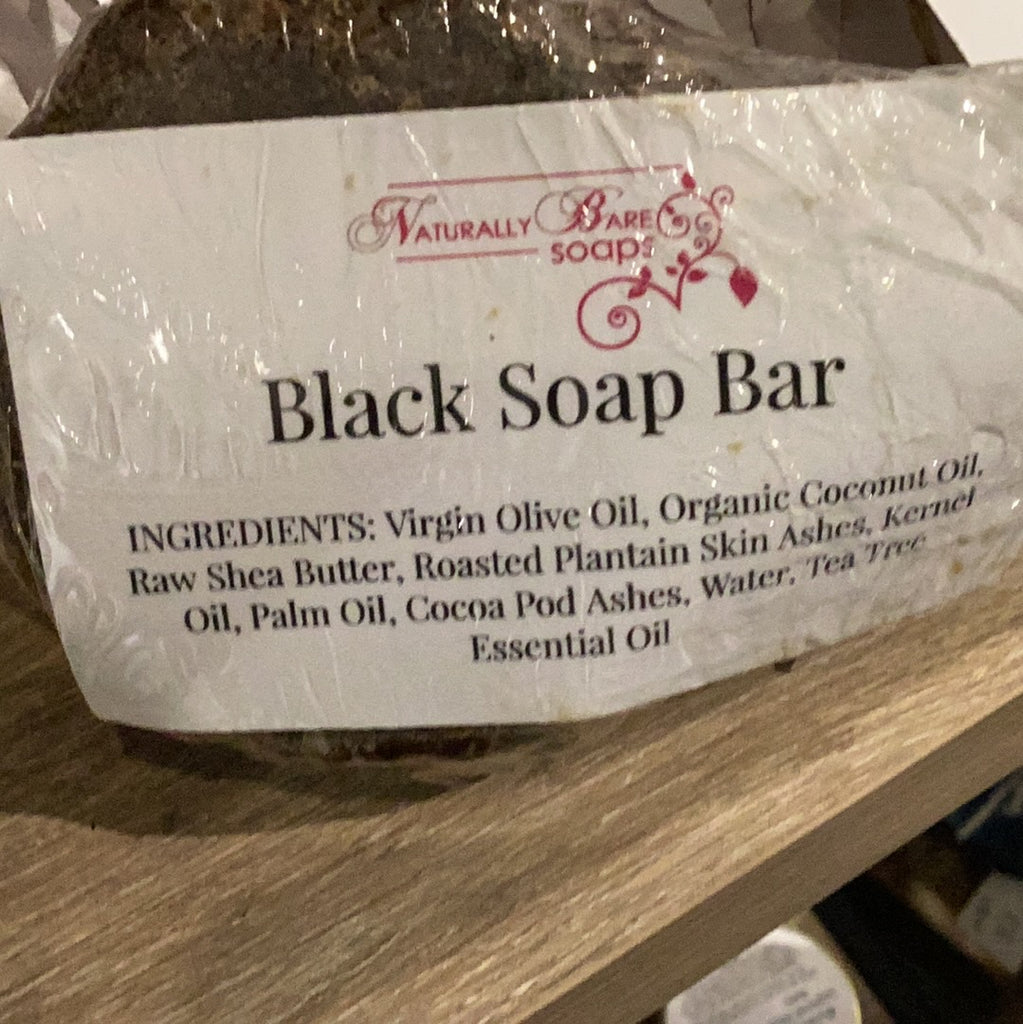 NATURALLY BARE
soaps
Black Soap Bar
INGREDIENTS: Virgin Olive Oil, Organic Coconut Oil,
Raw Shea Butter, Roasted Plantain Skin Ashes, Kernel
Oil, Palm Oil, Cocoa Pod Ashes, Water, Tea Tree
Essential Oil